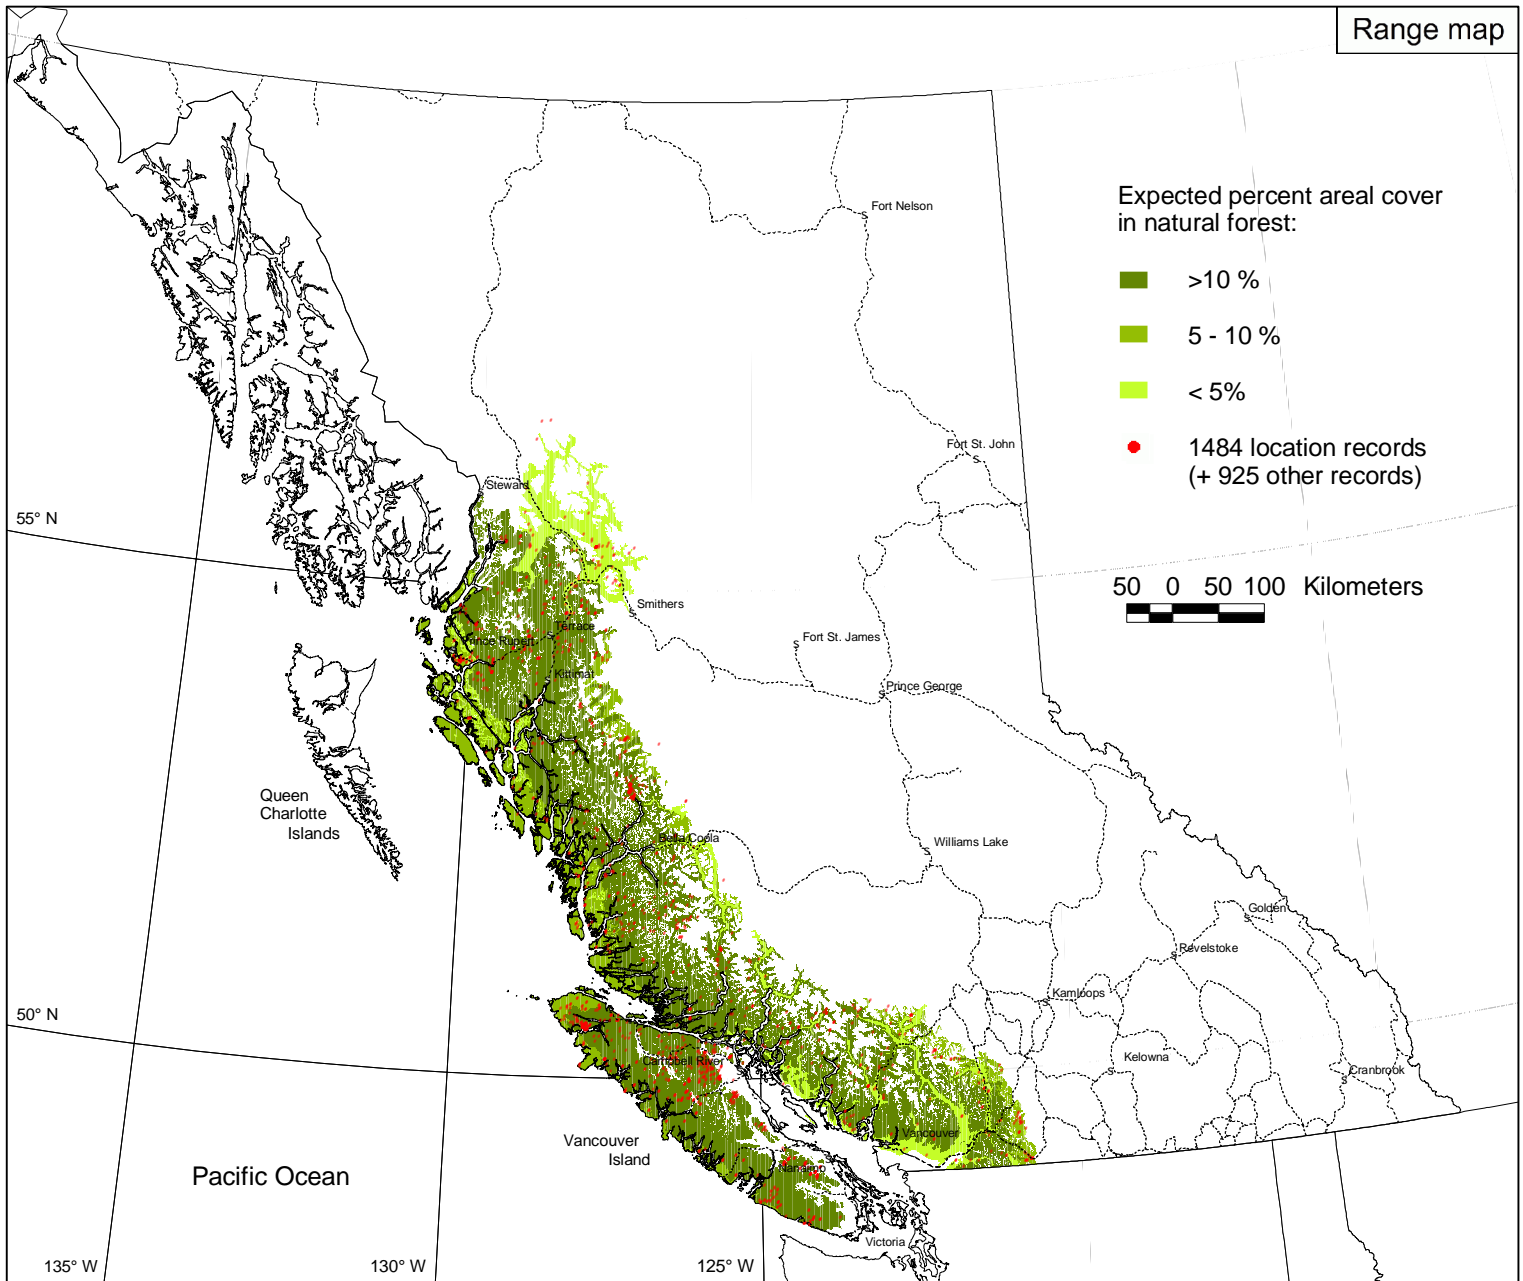 Range map
Expected percent areal cover
in natural forest:
>10 %
5 - 10 %
< 5%
1484 location records
(+ 925 other records)
50 0 50 100 Kilometers
Fort Nelson
Fort St. John
Steward
55° N
Smithers
Terrace
Prince Rupert
Fort St. James
Kittimat
Prince George
Queen
Charlotte
Islands
Bella Coola
Williams Lake
Golden
Revelstoke
Kamloops
50° N
Campbell River
Kelowna
Cranbrook
Vancouver
Vancouver
Island
Nanaimo
Pacific Ocean
Victoria
135° W
130° W
125° W